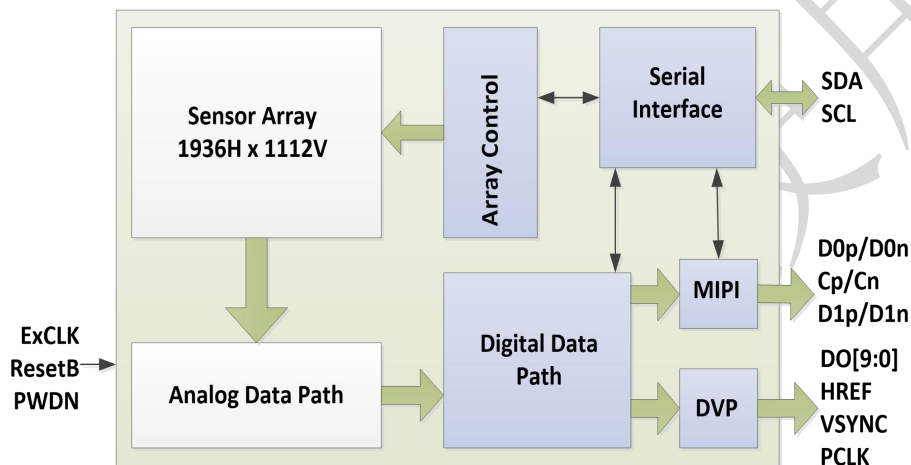 Sensor Array
1936H x 1112V
Array Control
Serial
Interface
SDA
SCL
D0p/D0n
Cp/Cn
D1p/D1n
MIPI
ExCLK
ResetB
PWDN
Analog Data Path
Digital Data
Path
DVP
DO[9:0]
HREF
VSYNC
PCLK